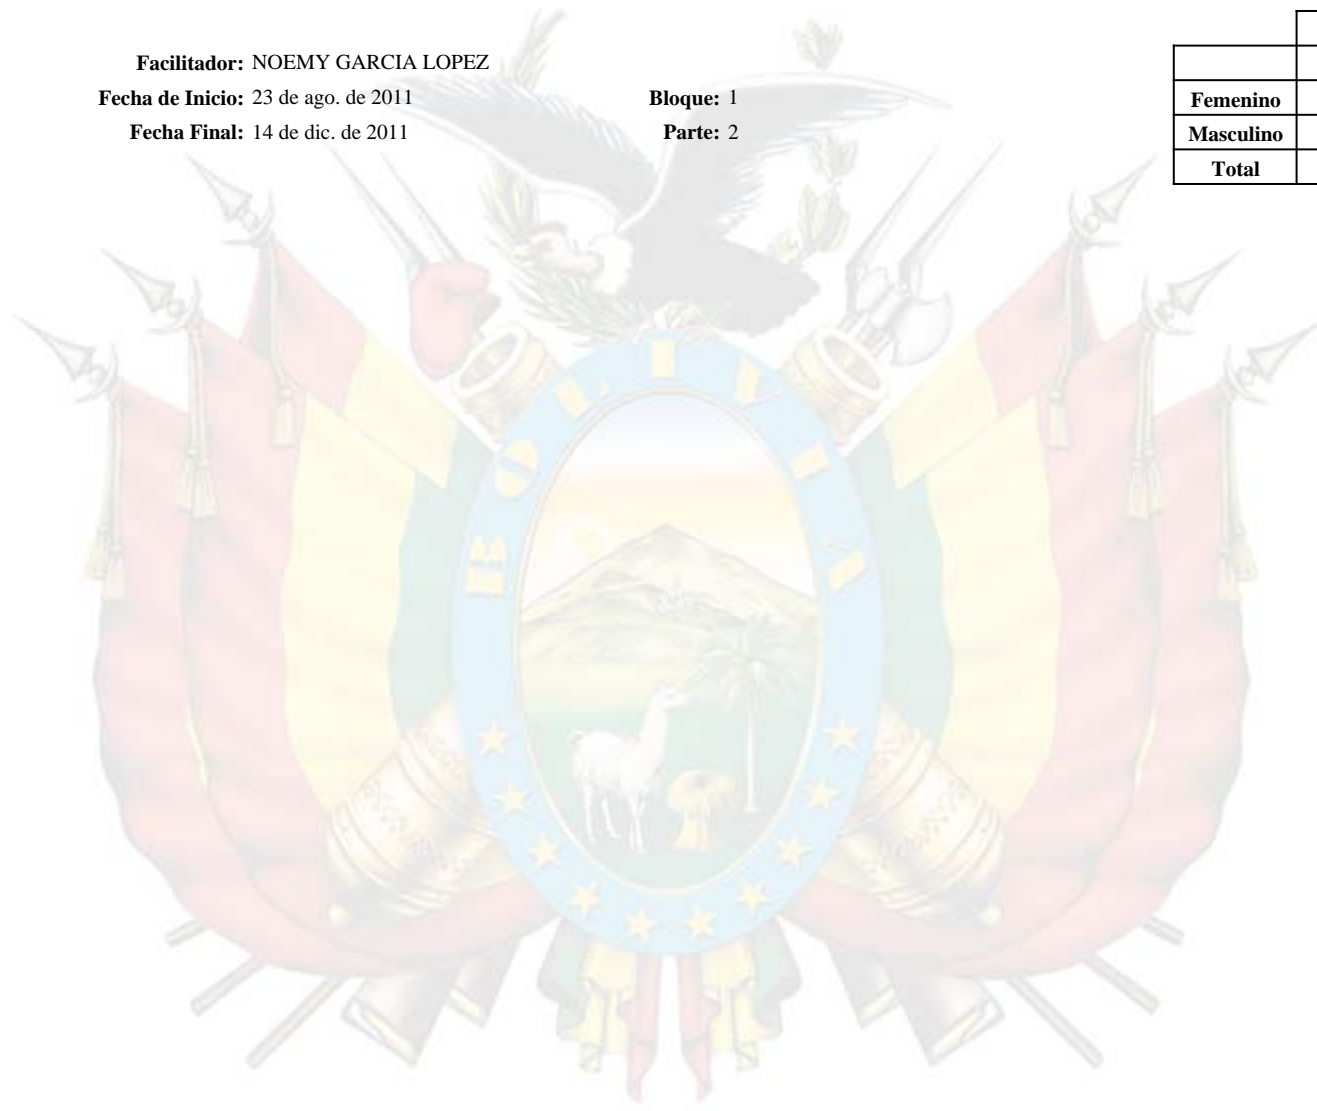 Facilitador: NOEMY GARCIA LOPEZ
Fecha de Inicio: 23 de ago. de 2011 Bloque: 1
Fecha Final: 14 de dic. de 2011 Parte: 2
Femenino
Masculino
Total
BOLIVIA